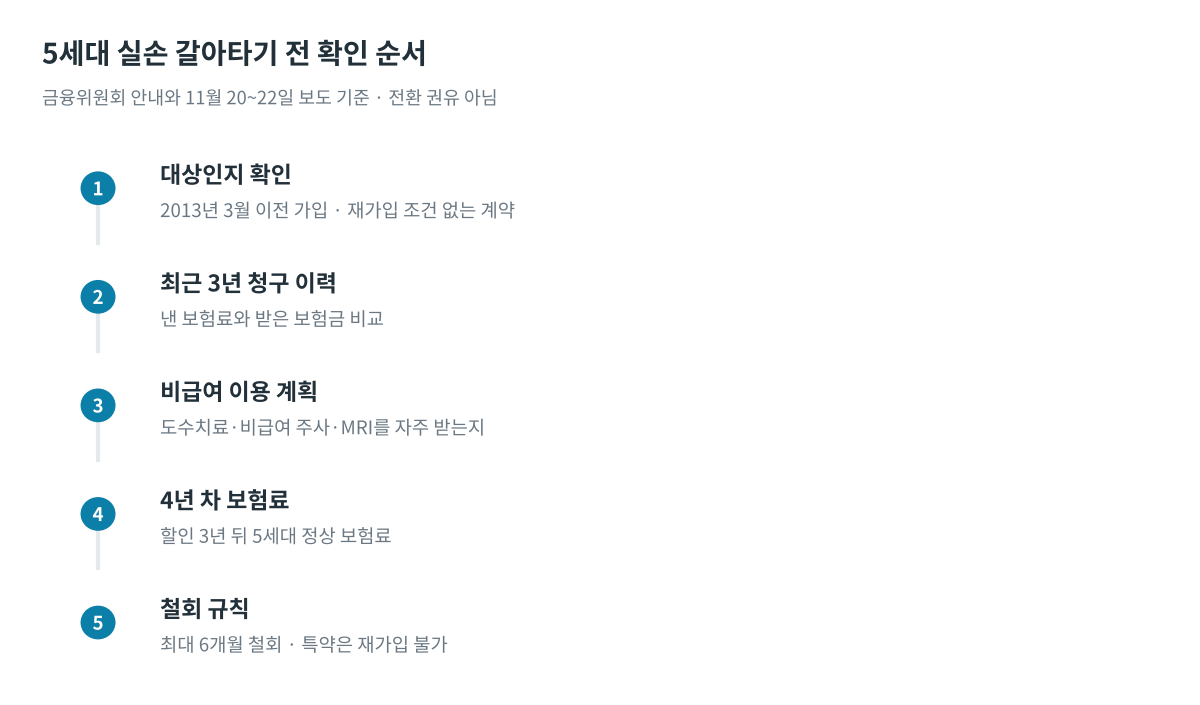 5세대 실손 갈아타기 전 확인 순서
금융위원회 안내와 11월 20~22일 보도 기준 · 전환 권유 아님
1
대상인지 확인
2013년 3월 이전 가입 · 재가입 조건 없는 계약
2
최근 3년 청구 이력
낸 보험료와 받은 보험금 비교
3
비급여 이용 계획
도수치료·비급여 주사·MRI를 자주 받는지
4
4년 차 보험료
할인 3년 뒤 5세대 정상 보험료
5
철회 규칙
최대 6개월 철회 · 특약은 재가입 불가